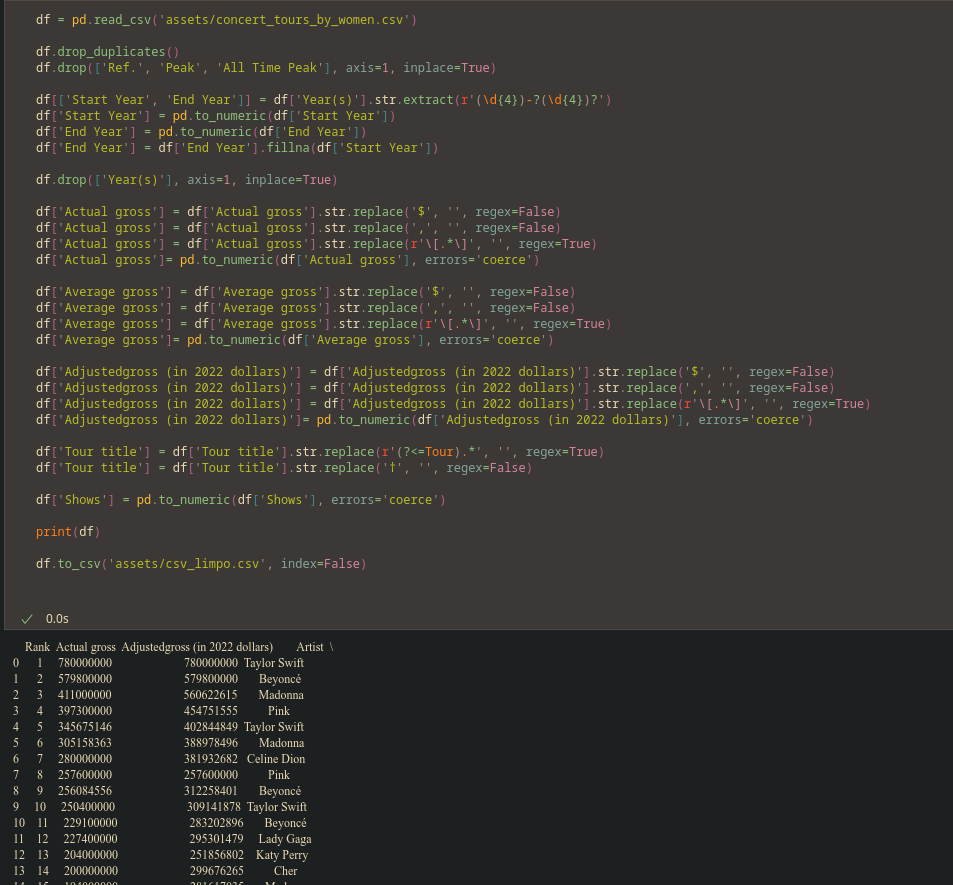 df = pd.read_csv('assets/concert_tours_by_women.csv')
df.drop_duplicates()
df.drop(['Ref.', 'Peak', 'All Time Peak'], axis=1, inplace=True)
df[['Start Year', 'End Year']] = df['Year(s)'].str.extract(r'(\d{4})-?(\d{4})?')
df['Start Year'] = pd.to_numeric(df['Start Year'])
df['End Year'] = pd.to_numeric(df['End Year'])
df['End Year'] = df['End Year'].fillna(df['Start Year'])
df.drop(['Year(s)'], axis=1, inplace=True)
df['Actual gross'] = df['Actual gross'].str.replace('$', '', regex=False)
df['Actual gross'] = df['Actual gross'].str.replace(',', '', regex=False)
df['Actual gross'] = df['Actual gross'].str.replace(r'\[.*\]', '', regex=True)
df['Actual gross']= pd.to_numeric(df['Actual gross'], errors='coerce')
df['Average gross'] = df['Average gross'].str.replace('$', '', regex=False)
df['Average gross'] = df['Average gross'].str.replace(',', '', regex=False)
df['Average gross'] = df['Average gross'].str.replace(r'\[.*\]', '', regex=True)
df['Average gross']= pd.to_numeric(df['Average gross'], errors='coerce')
df['Adjustedgross (in 2022 dollars)'] = df['Adjustedgross (in 2022 dollars)'].str.replace('$', '', regex=False)
df['Adjustedgross (in 2022 dollars)'] = df['Adjustedgross (in 2022 dollars)'].str.replace(',', '', regex=False)
df['Adjustedgross (in 2022 dollars)'] = df['Adjustedgross (in 2022 dollars)'].str.replace(r'\[.*\]', '', regex=True)
df['Adjustedgross (in 2022 dollars)']= pd.to_numeric(df['Adjustedgross (in 2022 dollars)'], errors='coerce')
df['Tour title'] = df['Tour title'].str.replace(r'(?<=Tour).*', '', regex=True)
df['Tour title'] = df['Tour title'].str.replace('†', '', regex=False)
df['Shows'] = pd.to_numeric(df['Shows'], errors='coerce')
print(df)
df.to_csv('assets/csv_limpo.csv', index=False)
0.0s
Rank Actual gross Adjustedgross (in 2022 dollars) Artist \
0 1 780000000 780000000 Taylor Swift
1 2 579800000 579800000 Beyoncé
2 3 411000000 560622615 Madonna
3 4 397300000 454751555 Pink
4 5 345675146 402844849 Taylor Swift
5 6 305158363 388978496 Madonna
6 7 280000000 381932682 Celine Dion
7 8 257600000 257600000 Pink
8 9 256084556 312258401 Beyoncé
9 10 250400000 309141878 Taylor Swift
10 11 229100000 283202896 Beyoncé
11 12 227400000 295301479 Lady Gaga
12 13 204000000 251856802 Katy Perry
13 14 200000000 299676265 Cher